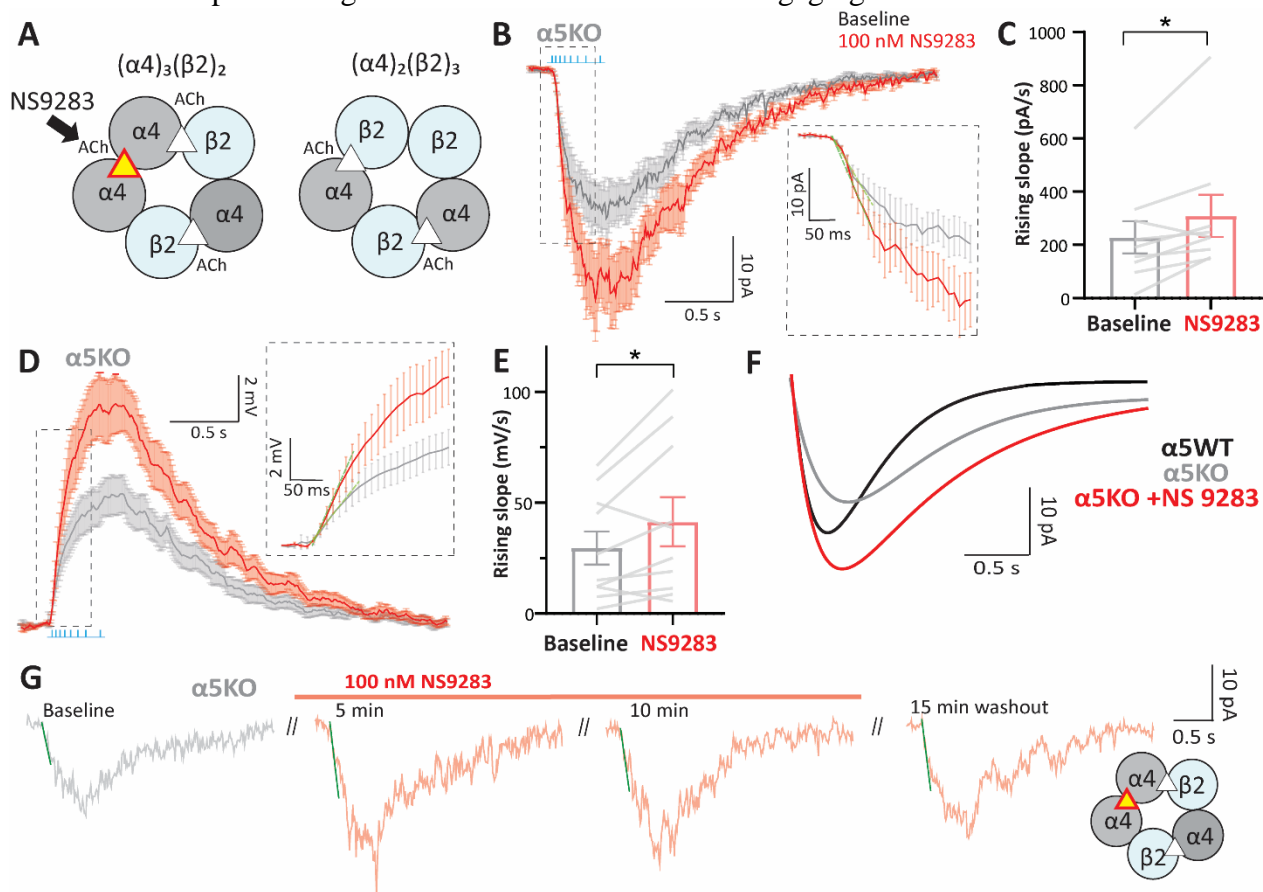 A
(α4)₃(β2)₂
(α4)₂(β2)₃
NS9283
ACh
ACh
α4
β2
α4
α4
β2
ACh
ACh
β2
β2
α4
α4
β2
ACh
B
α5KO
Baseline
100 nM NS9283
10 pA
50 ms
10 pA
0.5 s
C
*
Rising slope (pA/s)
1000
800
600
400
200
0
Baseline
NS9283
D
α5KO
2 mV
0.5 s
2 mV
50 ms
E
*
Rising slope (mV/s)
100
50
0
Baseline
NS9283
F
α5WT
α5KO
α5KO +NS 9283
10 pA
0.5 s
G
α5KO
100 nM NS9283
Baseline
//
5 min
//
10 min
//
15 min washout
10 pA
0.5 s
α4
β2
α4
α4
β2